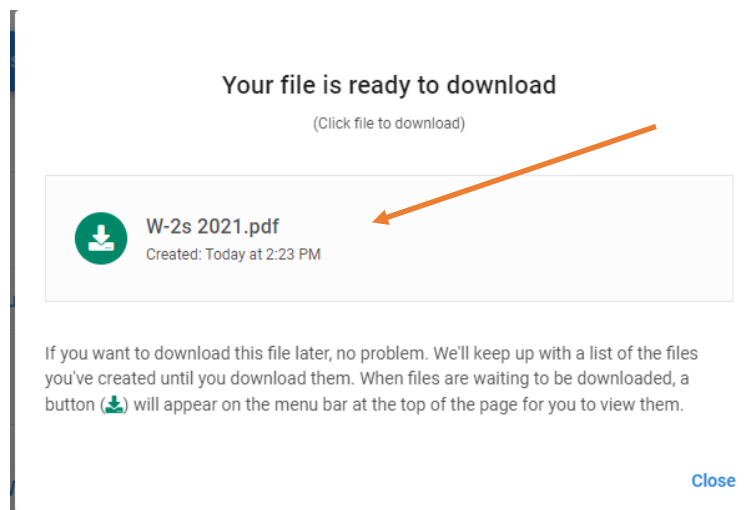 Your file is ready to download
(Click file to download)
W-2s 2021.pdf
Created: Today at 2:23 PM
If you want to download this file later, no problem. We'll keep up with a list of the files
you've created until you download them. When files are waiting to be downloaded, a
button () will appear on the menu bar at the top of the page for you to view them.
Close